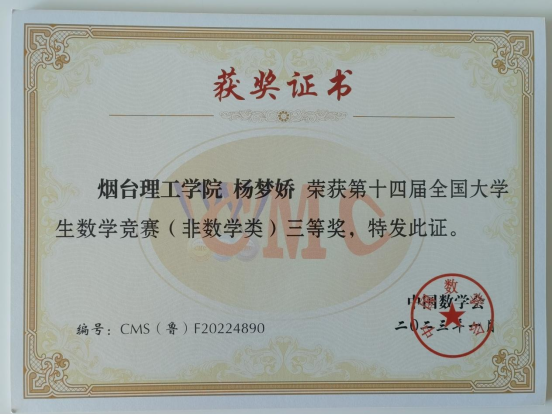 获奖证书
CMC
烟台理工学院 杨梦娇 荣获第十四届全国大学
生数学竞赛（非数学类）三等奖，特发此证。
中国数学会
编号：CMS（鲁）F20224890